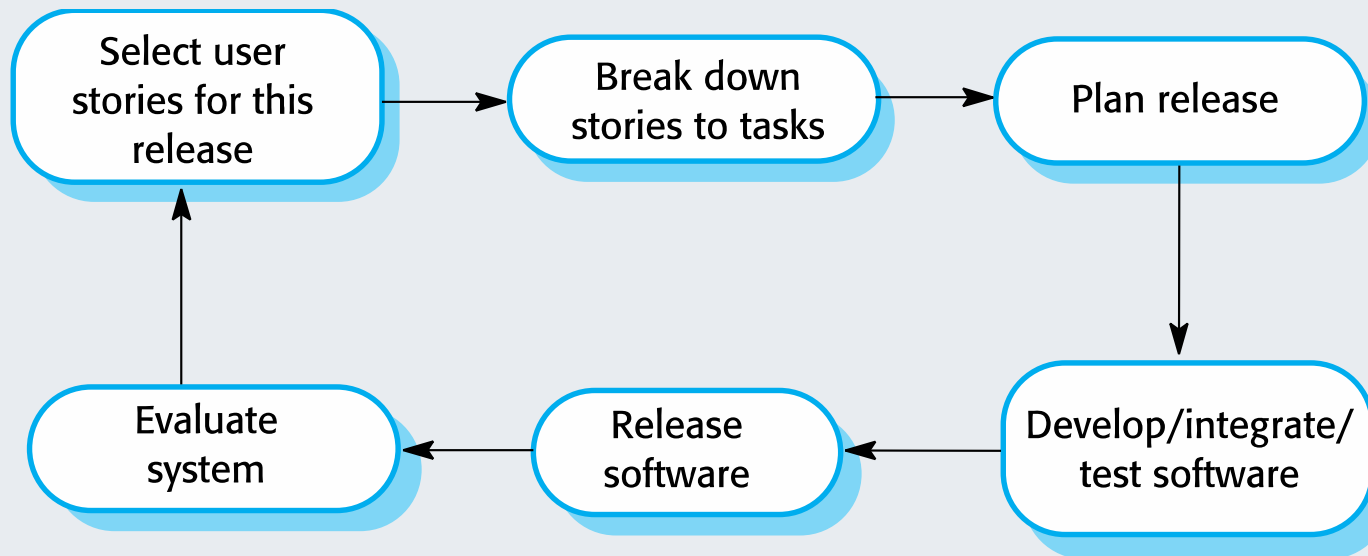 Select user
stories for this
release
Break down
stories to tasks
Plan release
Evaluate
system
Release
software
Develop/integrate/
test software